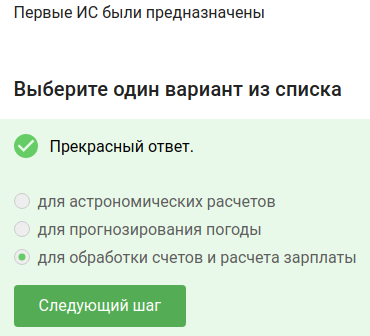 Первые ИС были предназначены
Выберите один вариант из списка
Прекрасный ответ.
для астрономических расчетов
для прогнозирования погоды
для обработки счетов и расчета зарплаты
Следующий шаг